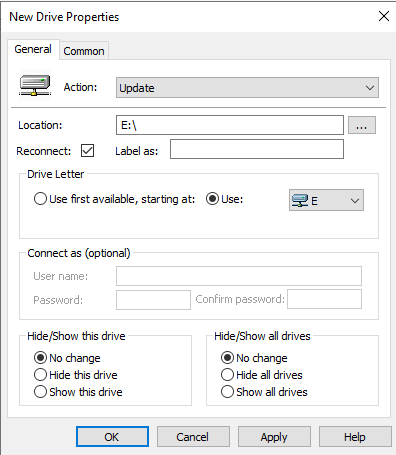 New Drive Properties
General Common
Action: Update
Location: E:\ ...
Reconnect: Label as:
Drive Letter
Use first available, starting at: Use: E
Connect as (optional)
User name:
Password: Confirm password:
Hide/Show this drive Hide/Show all drives
No change No change
Hide this drive Hide all drives
Show this drive Show all drives
OK Cancel Apply Help